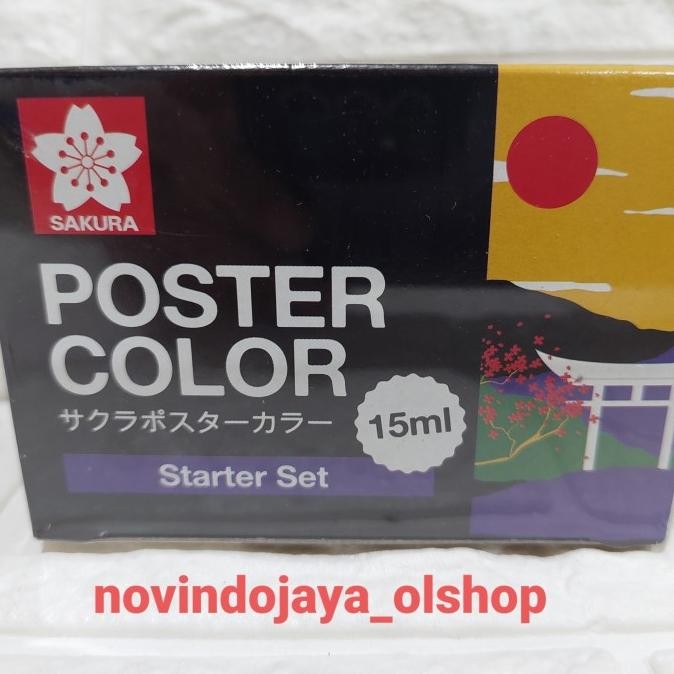 SAKURA
POSTER
COLOR
サクラポスターカラー
15ml
Starter Set
novindojaya_olshop